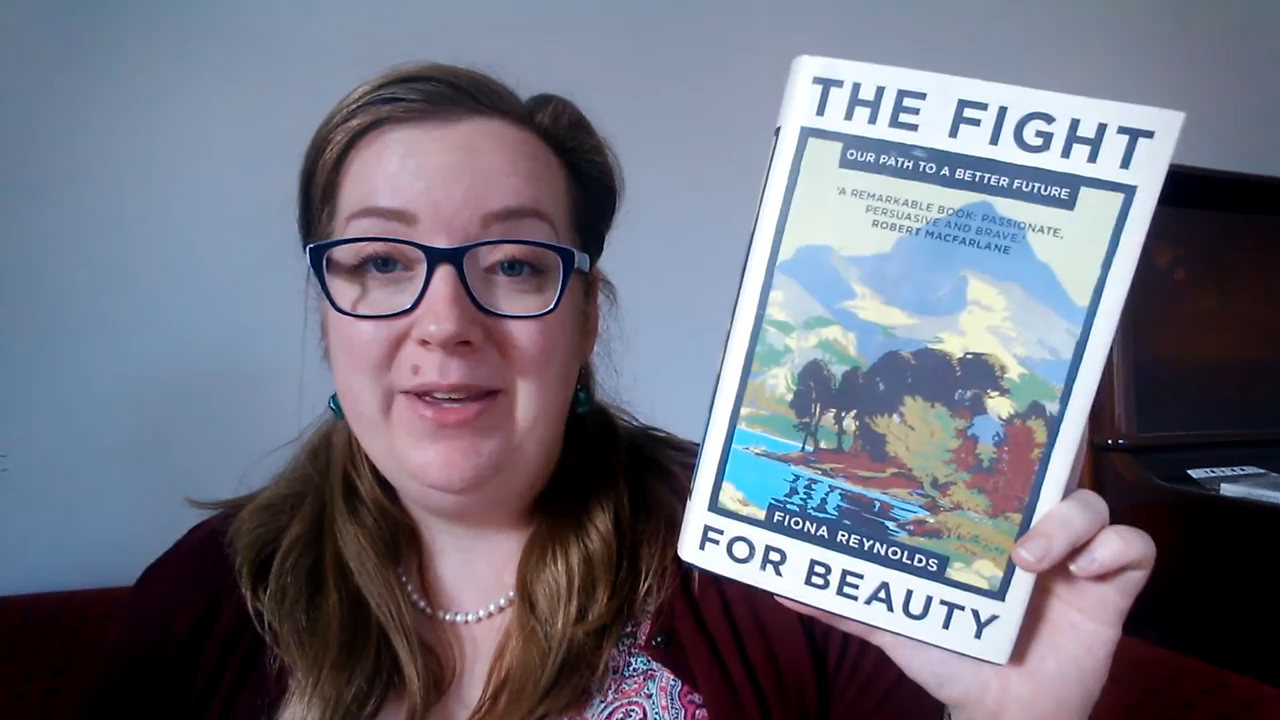 THE FIGHT
OUR PATH TO A BETTER FUTURE
'A REMARKABLE BOOK: PASSIONATE,
PERSUASIVE AND BRAVE.'
ROBERT MACFARLANE
FIONA REYNOLDS
FOR BEAUTY